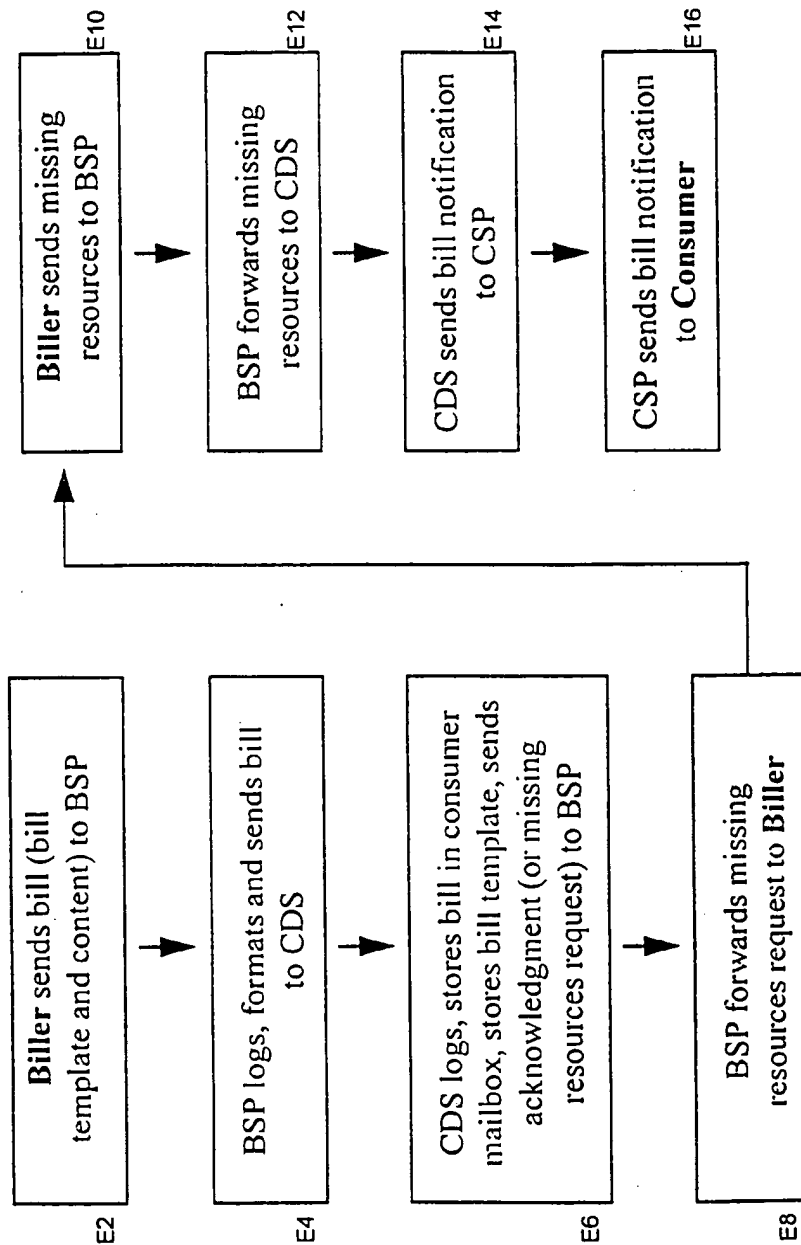 Biller sends bill (bill
template and content) to BSP
E2
BSP logs, formats and sends bill
to CDS
E4
CDS logs, stores bill in consumer
mailbox, stores bill template, sends
acknowledgment (or missing
resources request) to BSP
E6
BSP forwards missing
resources request to Biller
E8
Biller sends missing
resources to BSP
E10
BSP forwards missing
resources to CDS
E12
CDS sends bill notification
to CSP
E14
CSP sends bill notification
to Consumer
E16